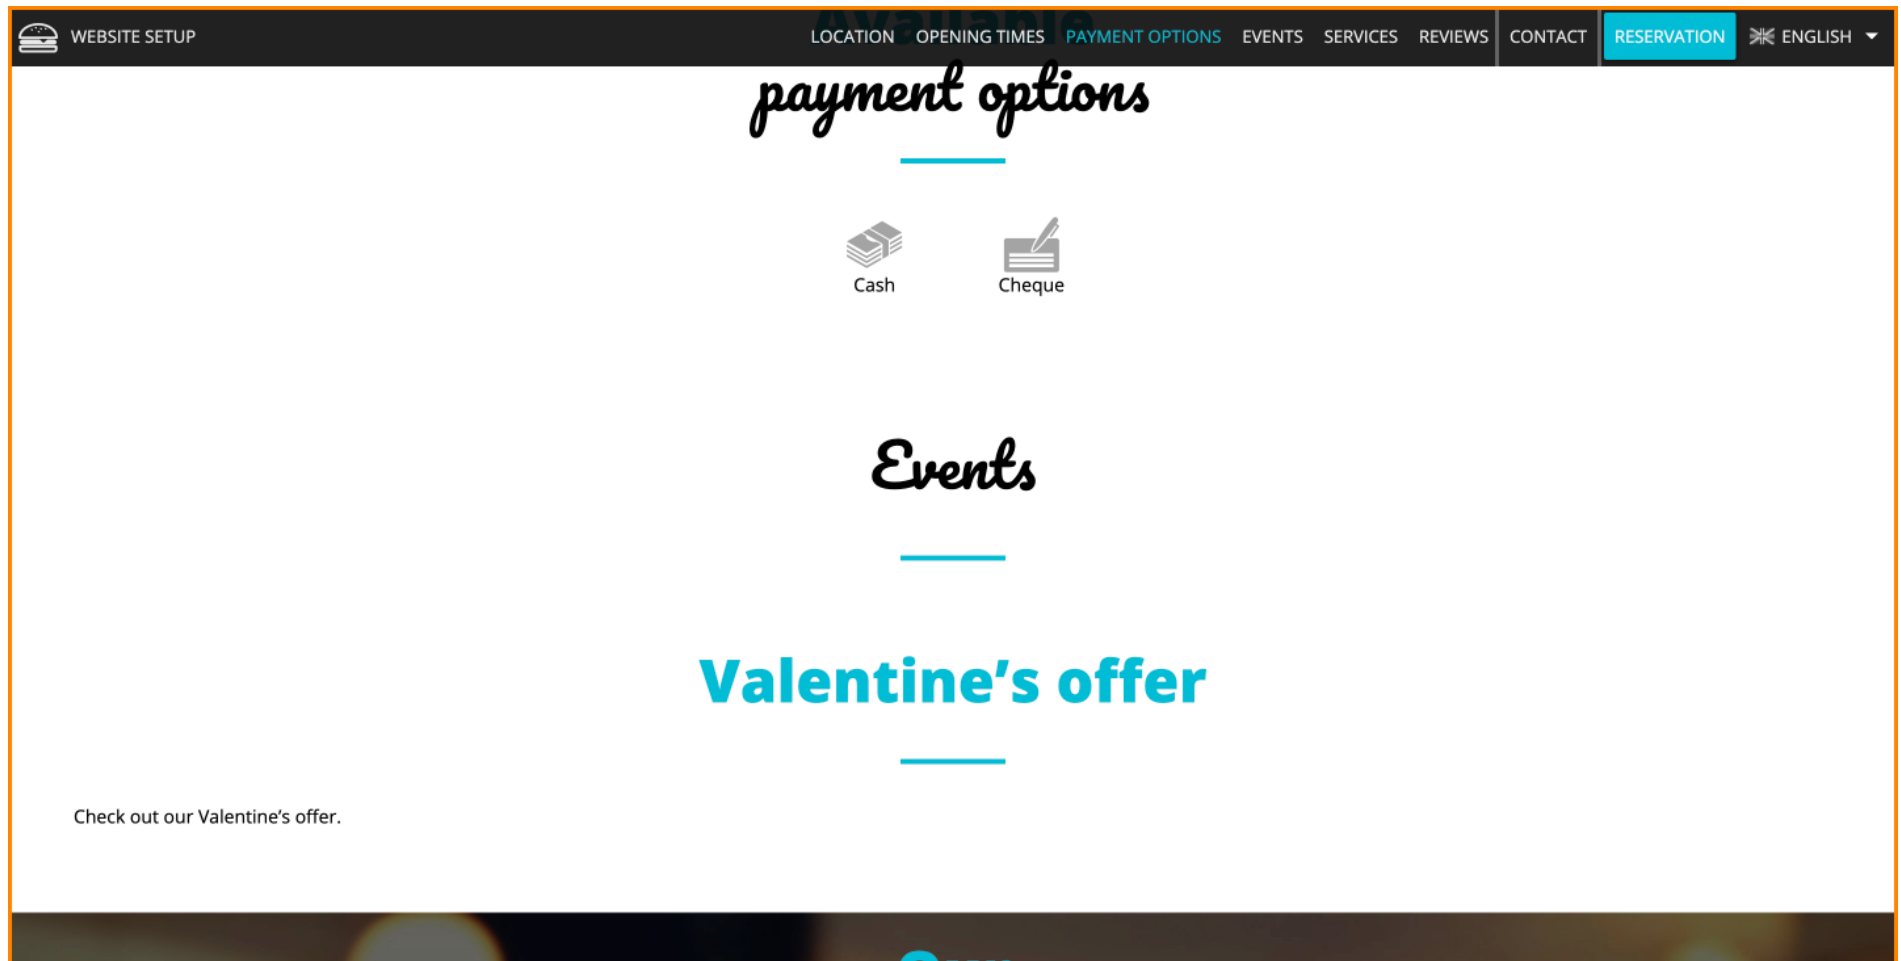 Available
WEBSITE SETUP LOCATION OPENING TIMES PAYMENT OPTIONS EVENTS SERVICES REVIEWS CONTACT RESERVATION ENGLISH
payment options
Cash Cheque
Events
Valentine’s offer
Check out our Valentine’s offer.